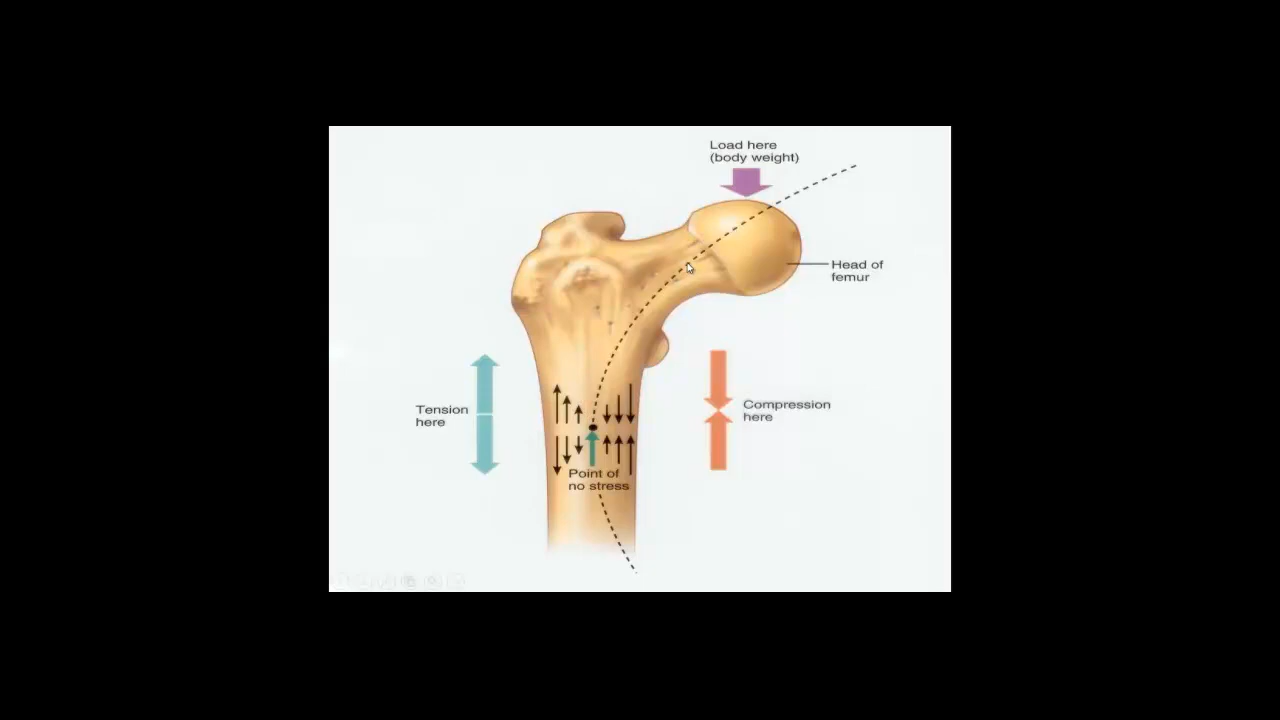 Load here
(body weight)
Head of
femur
Tension
here
Compression
here
Point of
no stress